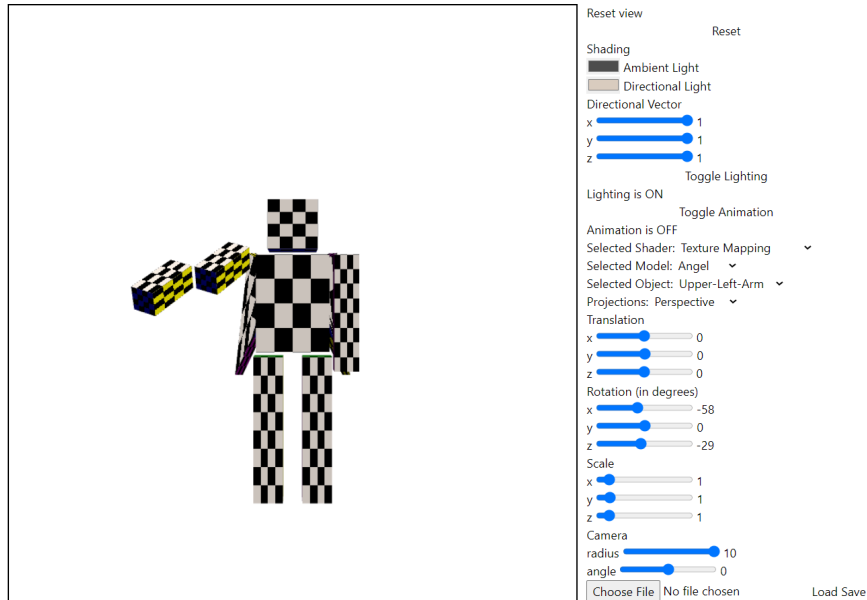 Reset view
Reset
Shading
Ambient Light
Directional Light
Directional Vector
x 1
y 1
z 1
Toggle Lighting
Lighting is ON
Toggle Animation
Animation is OFF
Selected Shader: Texture Mapping
Selected Model: Angel
Selected Object: Upper-Left-Arm
Projections: Perspective
Translation
x 0
y 0
z 0
Rotation (in degrees)
x -58
y 0
z -29
Scale
x 1
y 1
z 1
Camera
radius 10
angle 0
Choose File No file chosen Load Save